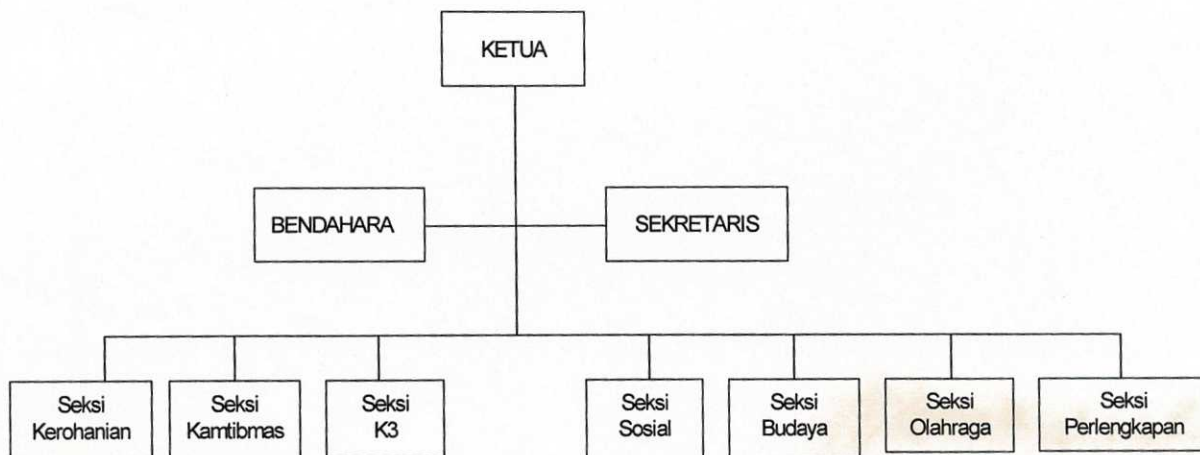 KETUA
BENDAHARA
SEKRETARIS
Seksi
Kerohanian
Seksi
Kamtibmas
Seksi
K3
Seksi
Sosial
Seksi
Budaya
Seksi
Olahraga
Seksi
Perlengkapan